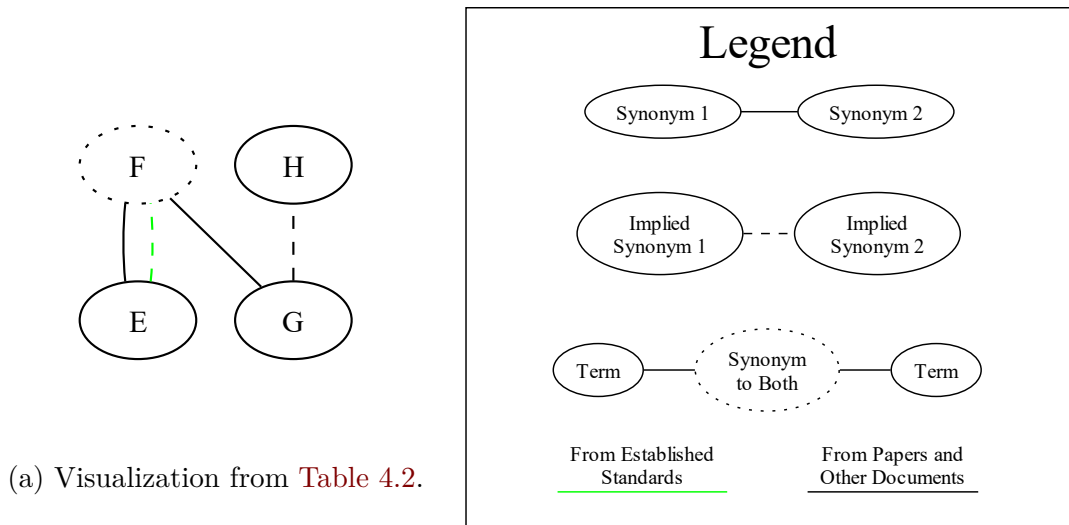 F
H
E
G
(a) Visualization from Table 4.2.
Legend
Synonym 1
Synonym 2
Implied
Synonym 1
Implied
Synonym 2
Term
Synonym
to Both
Term
From Established
Standards
From Papers and
Other Documents